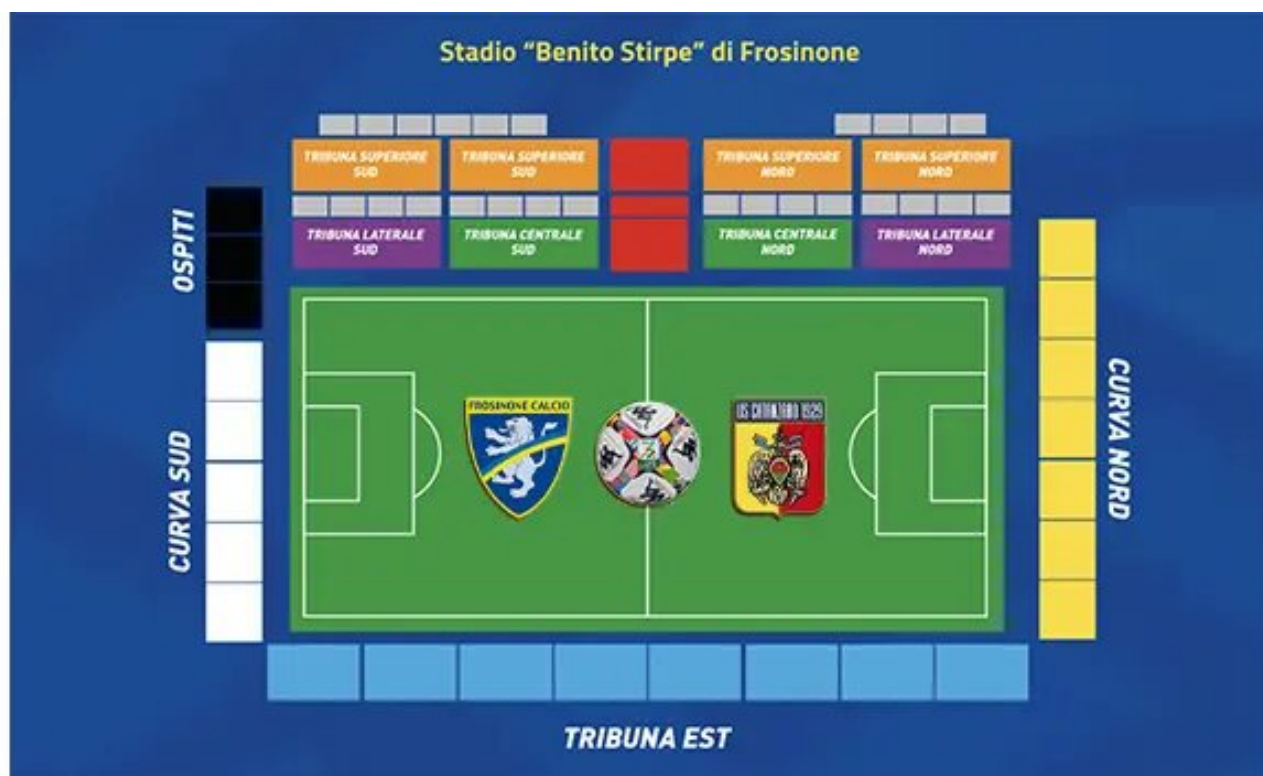 Stadio “Benito Stirpe” di Frosinone
TRIBUNA SUPERIORE
SUD
TRIBUNA SUPERIORE
SUD
TRIBUNA SUPERIORE
NORD
TRIBUNA SUPERIORE
NORD
TRIBUNA LATERALE
SUD
TRIBUNA CENTRALE
SUD
TRIBUNA CENTRALE
NORD
TRIBUNA LATERALE
NORD
OSPITI
CURVA SUD
FROSINONE CALCIO
US CATANZARO 1929
CURVA NORD
TRIBUNA EST